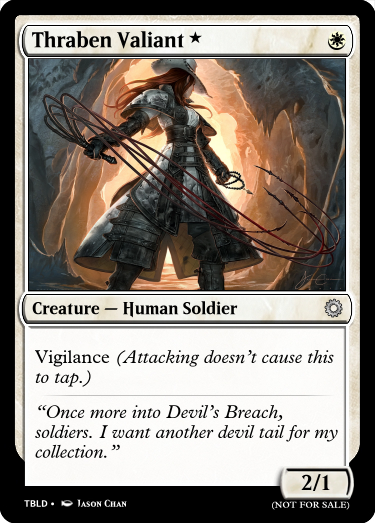 Thraben Valiant ★
Creature — Human Soldier
Vigilance (Attacking doesn't cause this
to tap.)
“Once more into Devil's Breach,
soldiers. I want another devil tail for my
collection.”
2/1
TBLD • Jason Chan
(NOT FOR SALE)